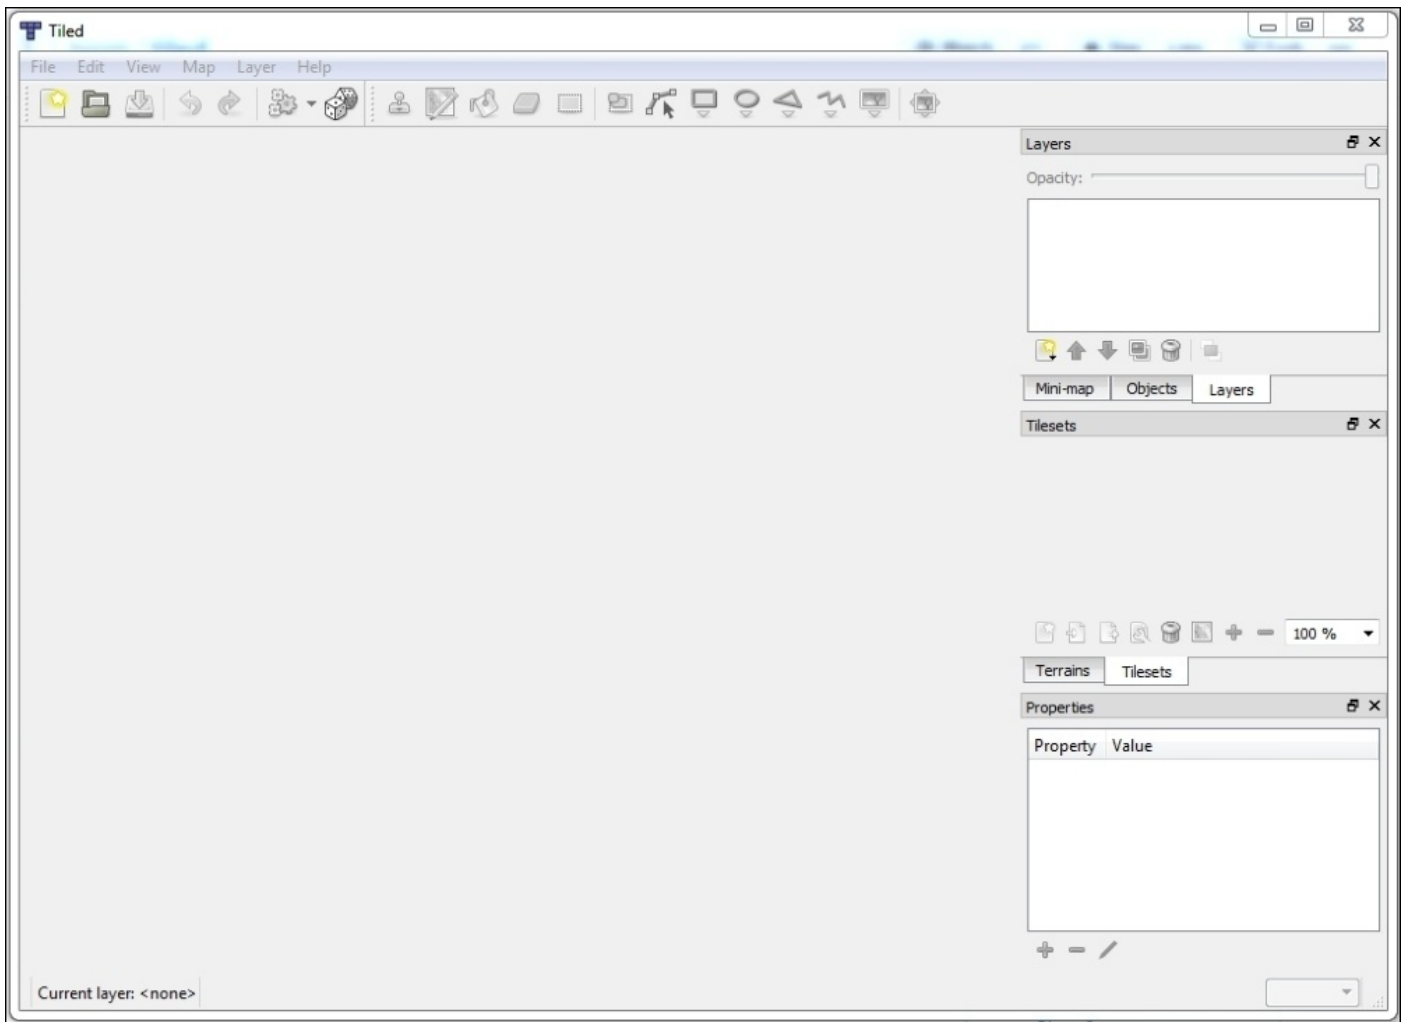 Tiled
File Edit View Map Layer Help
Layers
Opacity:
Mini-map Objects Layers
Tilesets
100 %
Terrains Tilesets
Properties
Property Value
Current layer: <none>